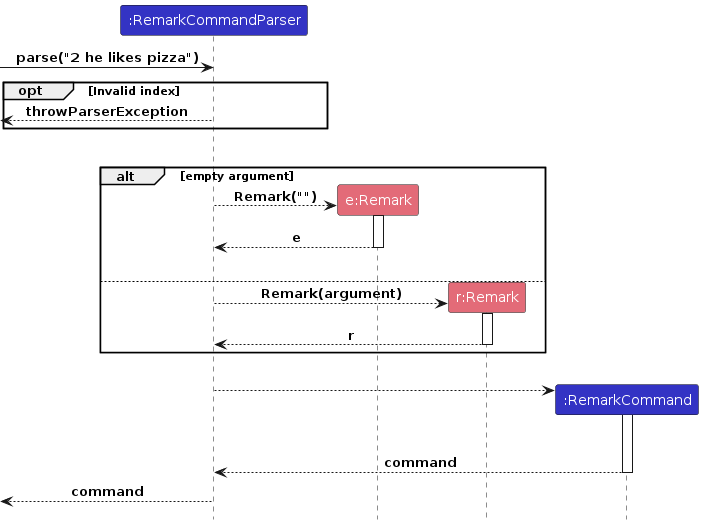 :RemarkCommandParser
parse("2 he likes pizza")
opt [Invalid index]
throwParserException
alt [empty argument]
Remark("")
e:Remark
e
Remark(argument)
r:Remark
r
:RemarkCommand
command
command